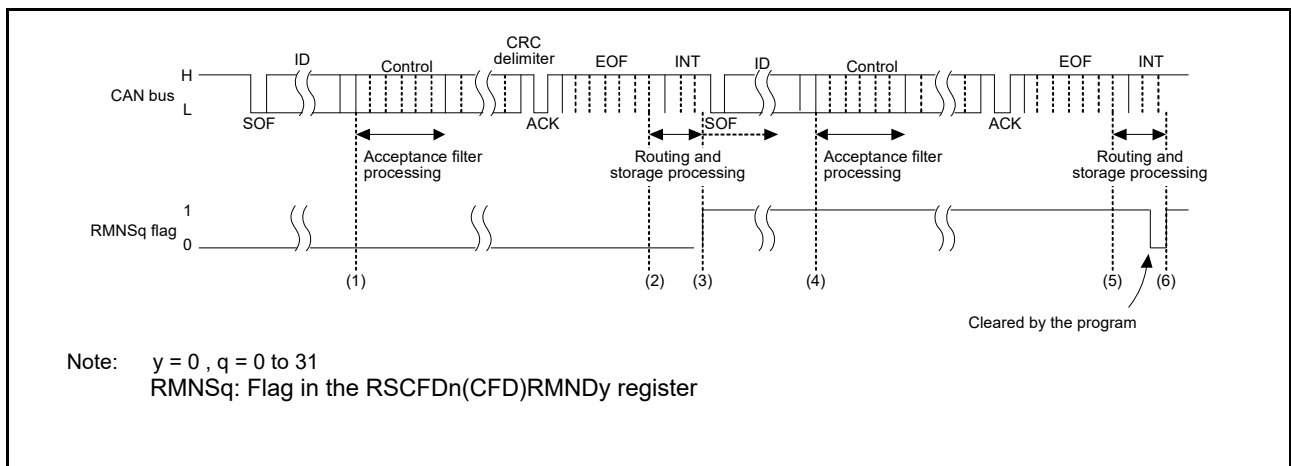 CRC
delimiter
ID
Control
EOF
INT
ID
Control
EOF
INT
H
CAN bus
L
SOF
ACK
SOF
ACK
Acceptance filter
processing
Routing and
storage processing
Acceptance filter
processing
Routing and
storage processing
1
RMNSq flag
0
(1)
(2)
(3)
(4)
(5)
(6)
Cleared by the program
Note: y = 0 , q = 0 to 31
RMNSq: Flag in the RSCFDn(CFD)RMNDy register